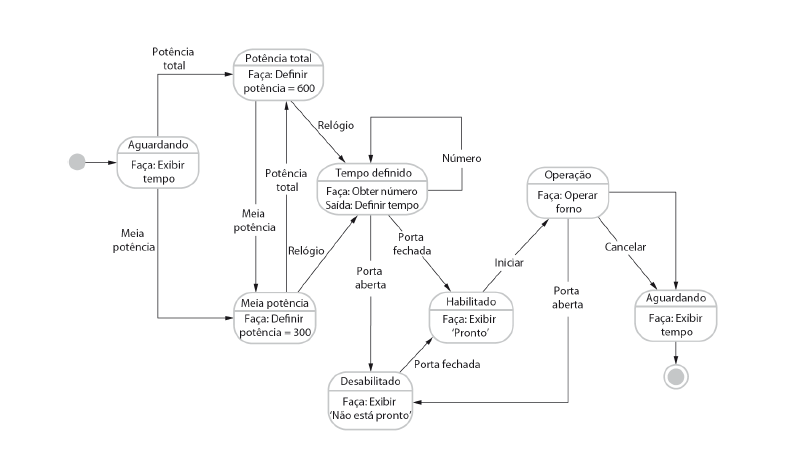 Potência
total
Potência total
Faça: Definir
potência = 600
Relógio
Aguardando
Faça: Exibir
tempo
Número
Tempo definido
Faça: Obter número
Saída: Definir tempo
Potência
total
Operação
Faça: Operar
forno
Meia
potência
Meia
potência
Relógio
Porta
fechada
Cancelar
Iniciar
Porta
aberta
Porta
aberta
Meia potência
Faça: Definir
potência = 300
Habilitado
Faça: Exibir
‘Pronto’
Aguardando
Faça: Exibir
tempo
Porta fechada
Desabilitado
Faça: Exibir
‘Não está pronto’